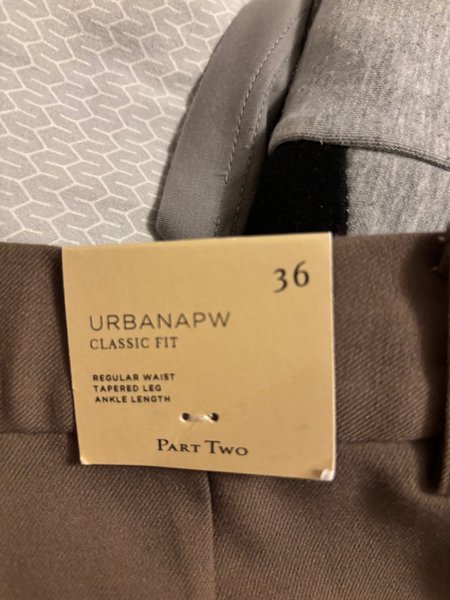 36
URBANAPW
CLASSIC FIT
REGULAR WAIST
TAPERED LEG
ANKLE LENGTH
PART TWO